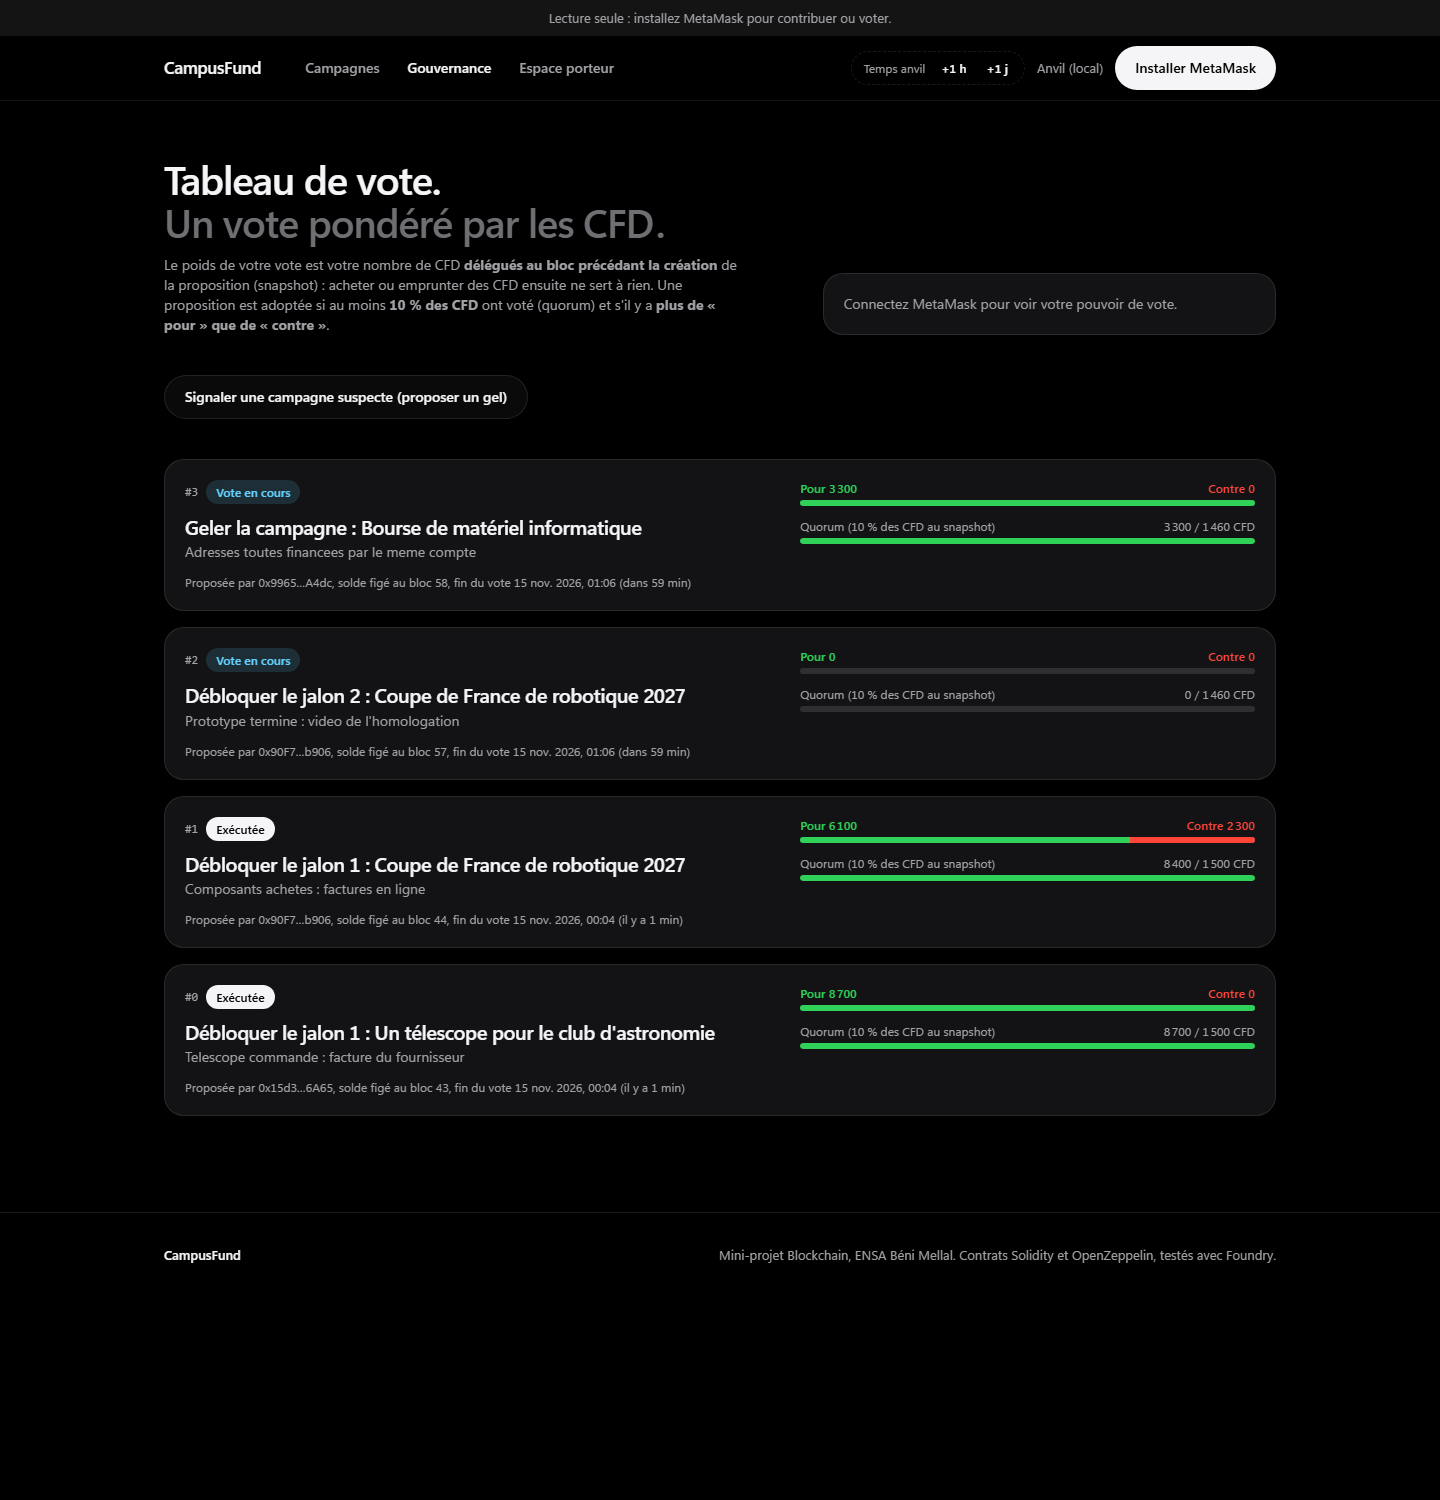 Lecture seule : installez MetaMask pour contribuer ou voter.
CampusFund Campagnes Gouvernance Espace porteur Temps anvil +1 h +1 j Anvil (local) Installer MetaMask
Tableau de vote.
Un vote pondéré par les CFD.
Le poids de votre vote est votre nombre de CFD délégués au bloc précédant la création de
la proposition (snapshot) : acheter ou emprunter des CFD ensuite ne sert à rien. Une
proposition est adoptée si au moins 10 % des CFD ont voté (quorum) et s'il y a plus de «
pour » que de « contre ».
Connectez MetaMask pour voir votre pouvoir de vote.
Signaler une campagne suspecte (proposer un gel)
#3 Vote en cours
Geler la campagne : Bourse de matériel informatique
Adresses toutes financees par le meme compte
Proposée par 0x9965...A4dc, solde figé au bloc 58, fin du vote 15 nov. 2026, 01:06 (dans 59 min)
Pour 3 300 Contre 0
Quorum (10 % des CFD au snapshot) 3 300 / 1 460 CFD
#2 Vote en cours
Débloquer le jalon 2 : Coupe de France de robotique 2027
Prototype termine : video de l'homologation
Proposée par 0x90F7...b906, solde figé au bloc 57, fin du vote 15 nov. 2026, 01:06 (dans 59 min)
Pour 0 Contre 0
Quorum (10 % des CFD au snapshot) 0 / 1 460 CFD
#1 Exécutée
Débloquer le jalon 1 : Coupe de France de robotique 2027
Composants achetes : factures en ligne
Proposée par 0x90F7...b906, solde figé au bloc 44, fin du vote 15 nov. 2026, 00:04 (il y a 1 min)
Pour 6 100 Contre 2 300
Quorum (10 % des CFD au snapshot) 8 400 / 1 500 CFD
#0 Exécutée
Débloquer le jalon 1 : Un télescope pour le club d'astronomie
Telescope commande : facture du fournisseur
Proposée par 0x15d3...6A65, solde figé au bloc 43, fin du vote 15 nov. 2026, 00:04 (il y a 1 min)
Pour 8 700 Contre 0
Quorum (10 % des CFD au snapshot) 8 700 / 1 500 CFD
CampusFund Mini-projet Blockchain, ENSA Béni Mellal. Contrats Solidity et OpenZeppelin, testés avec Foundry.